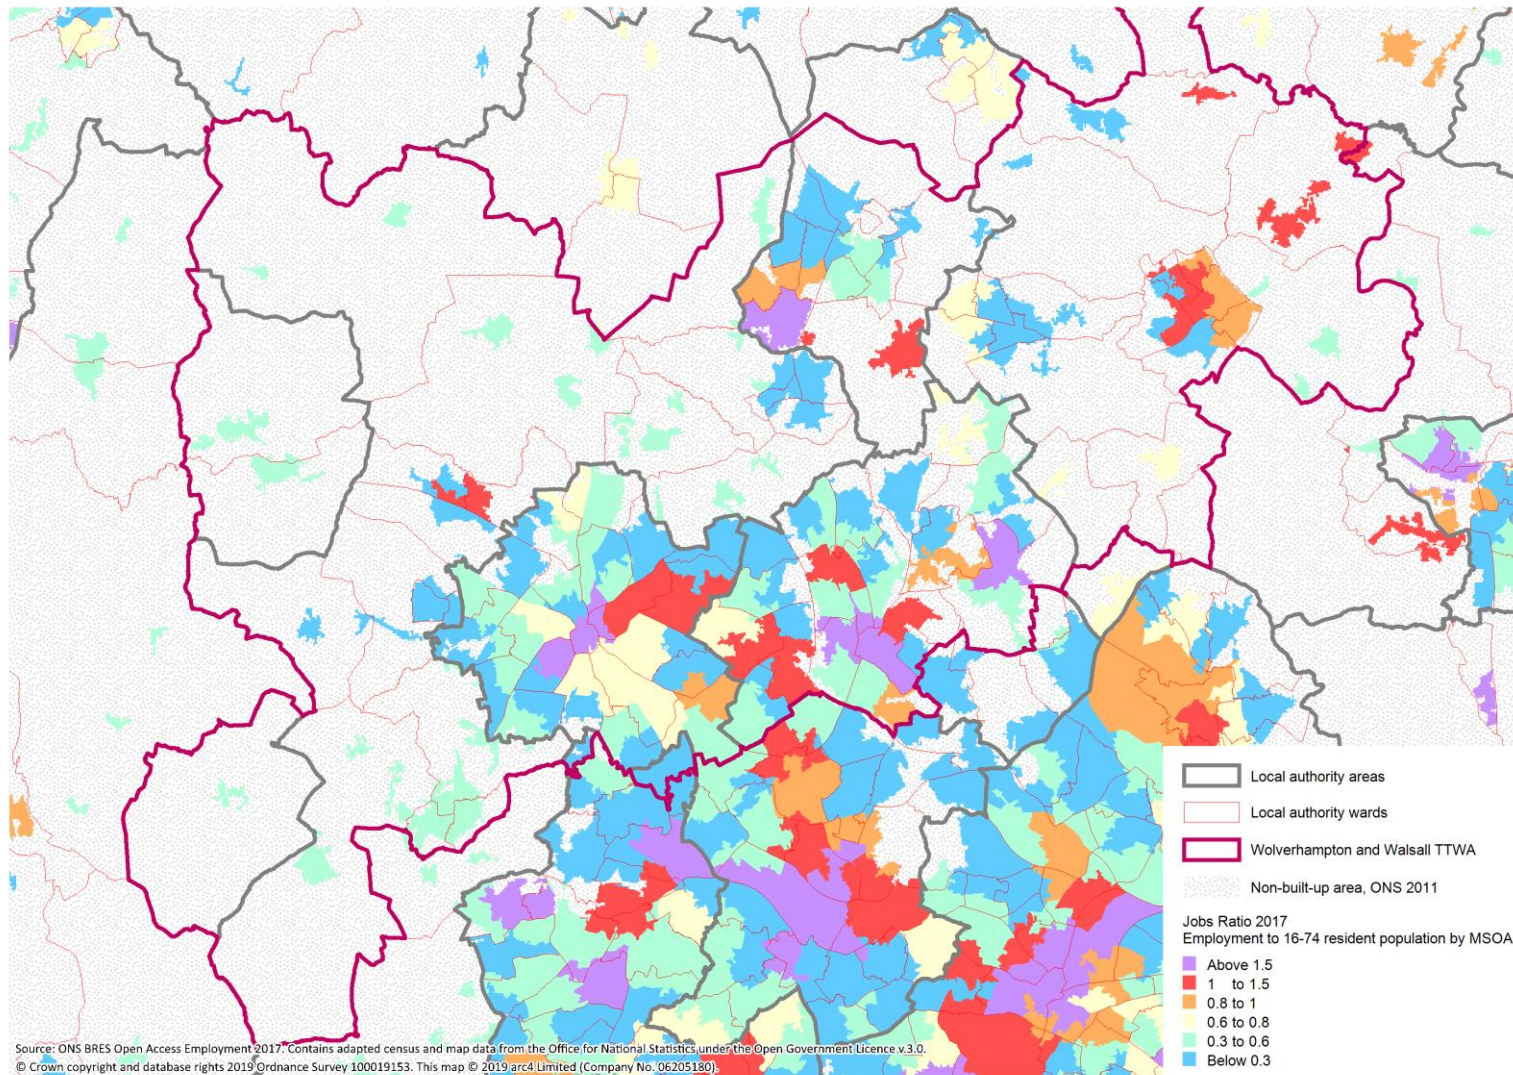 Local authority areas
Local authority wards
Wolverhampton and Walsall TTWA
Non-built-up area, ONS 2011
Jobs Ratio 2017
Employment to 16-74 resident population by MSOA
Above 1.5
1 to 1.5
0.8 to 1
0.6 to 0.8
0.3 to 0.6
Below 0.3
Source: ONS BRES Open Access Employment 2017. Contains adapted census and map data from the Office for National Statistics under the Open Government Licence v.3.0.
© Crown copyright and database rights 2019 Ordnance Survey 100019153. This map © 2019 arc4 Limited (Company No. 06205180).